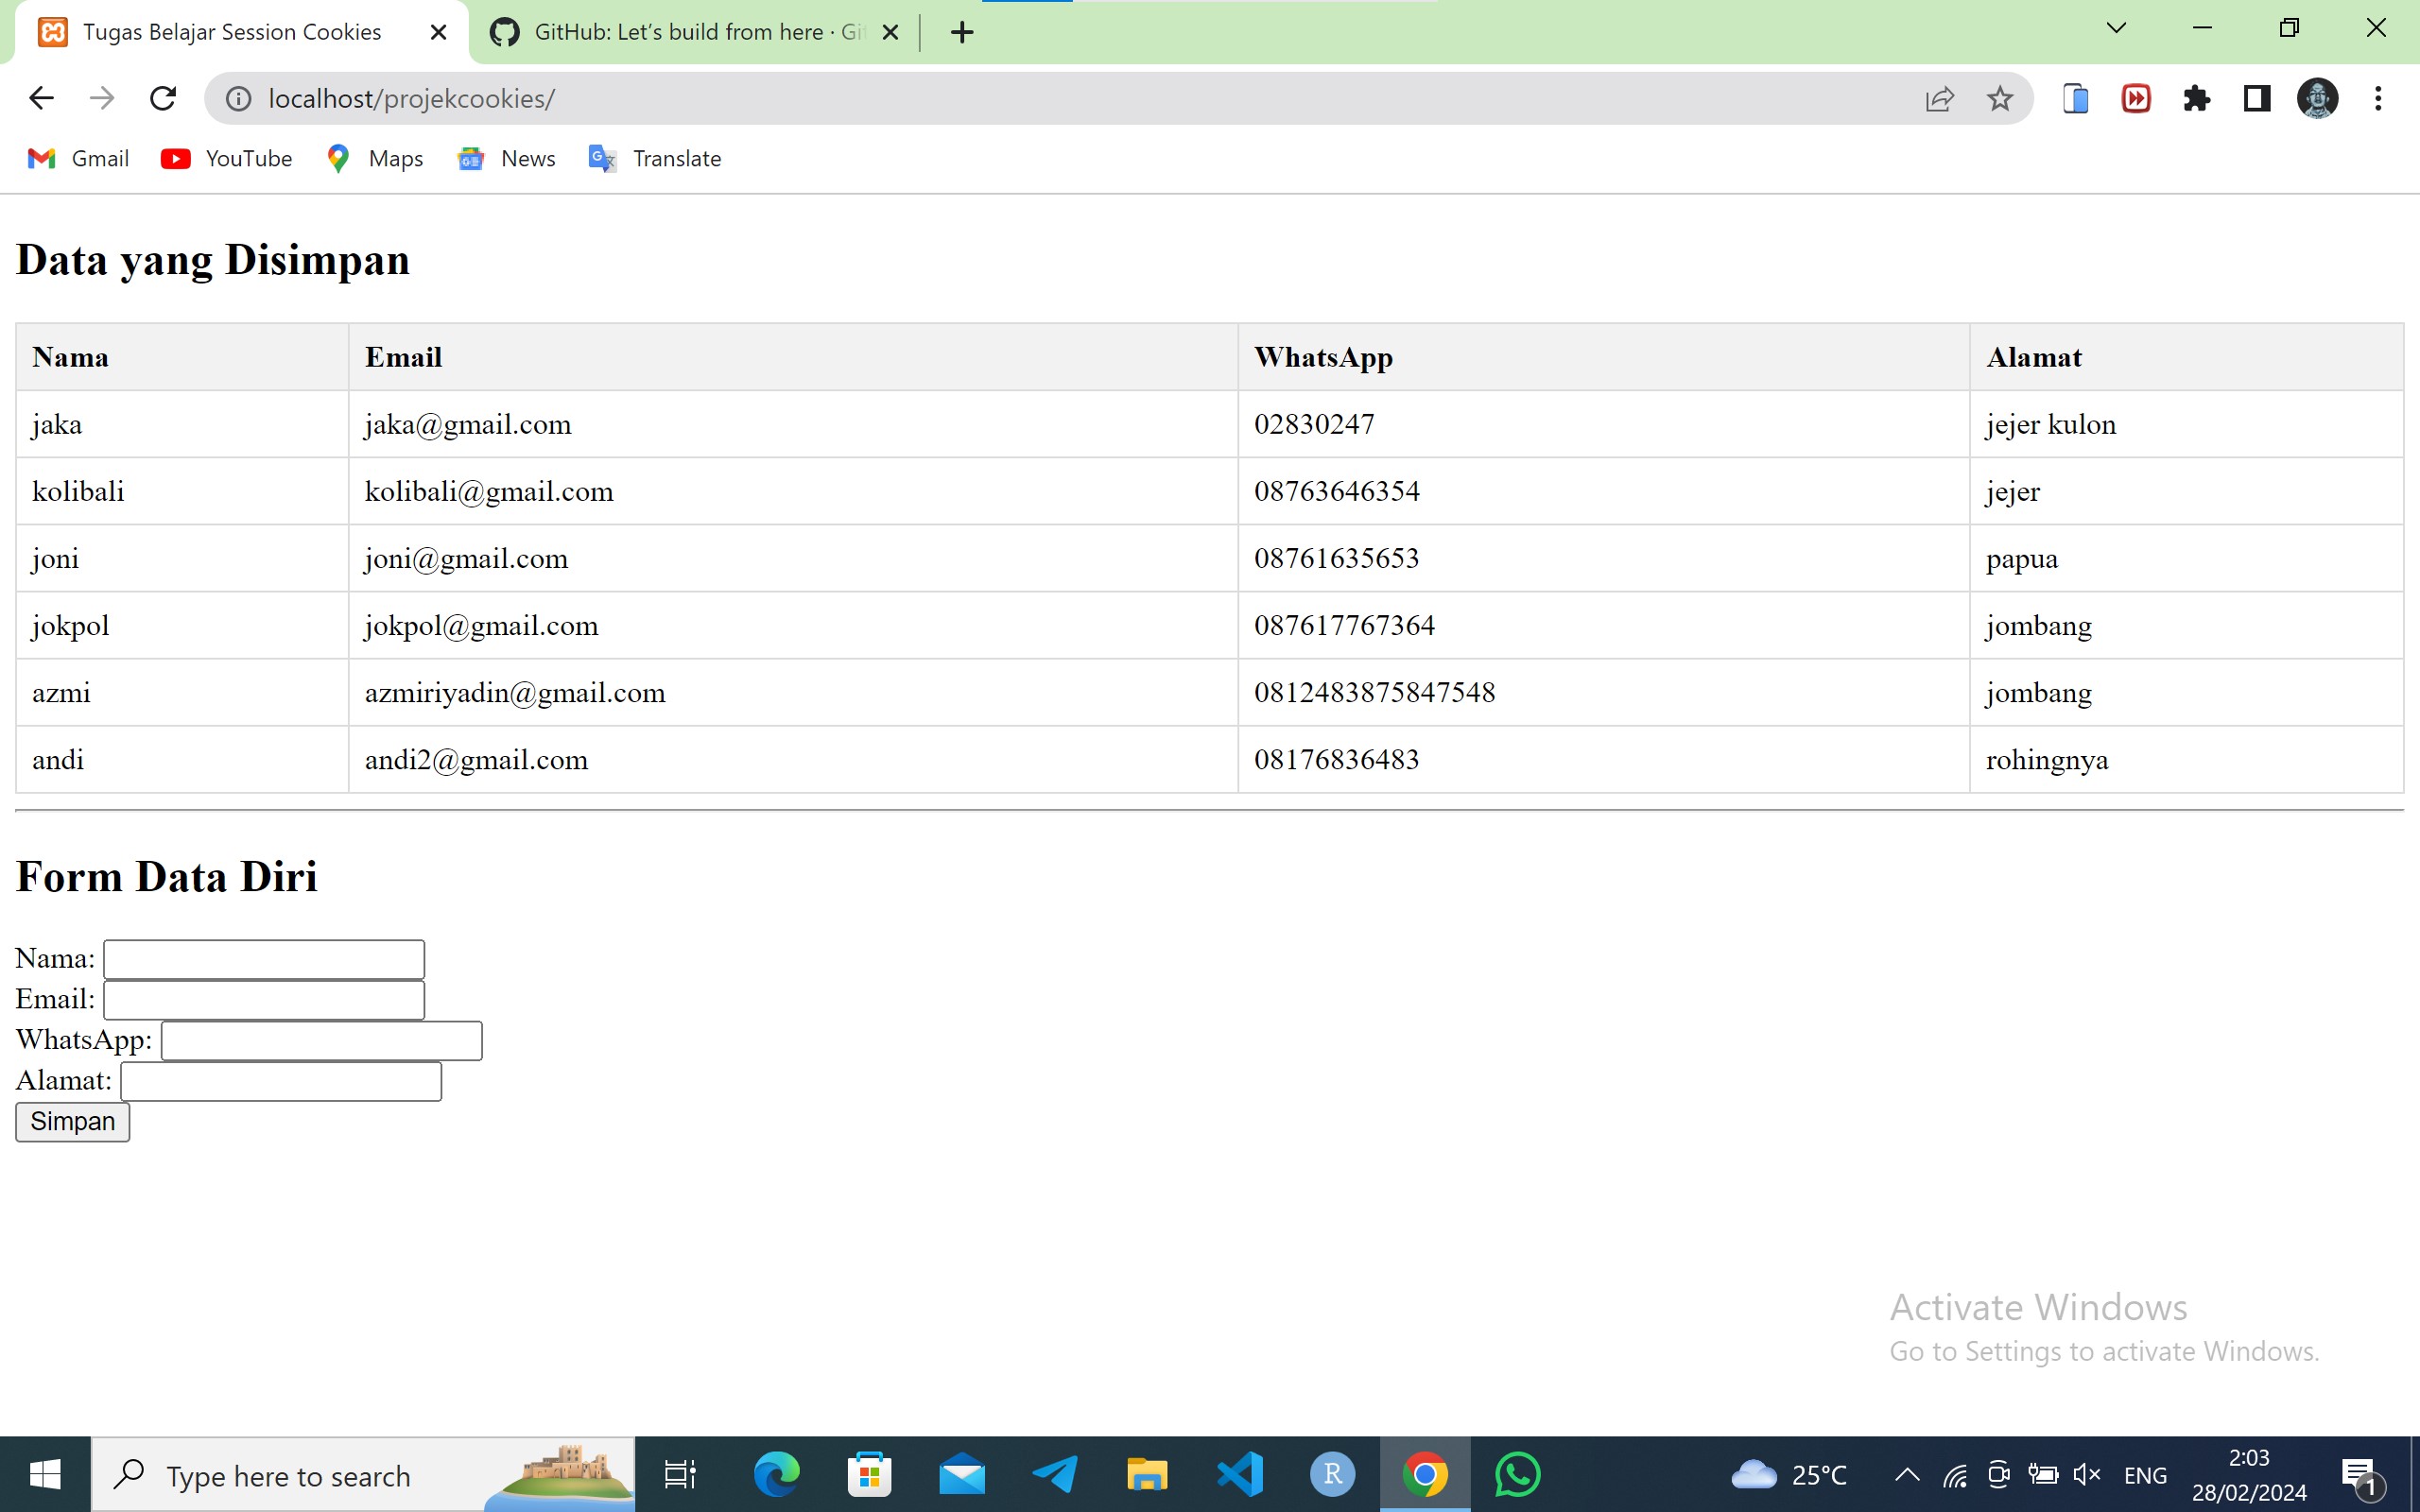 Tugas Belajar Session Cookies
GitHub: Let's build from here · Gi
localhost/projekcookies/
Gmail YouTube Maps News Translate
Data yang Disimpan
Nama Email WhatsApp Alamat
jaka jaka@gmail.com 02830247 jejer kulon
kolibali kolibali@gmail.com 08763646354 jejer
joni joni@gmail.com 08761635653 papua
jokpol jokpol@gmail.com 087617767364 jombang
azmi azmiriyadin@gmail.com 0812483875847548 jombang
andi andi2@gmail.com 08176836483 rohingnya
Form Data Diri
Nama:
Email:
WhatsApp:
Alamat:
Simpan
Activate Windows
Go to Settings to activate Windows.
Type here to search
R
25°C
ENG
2:03
28/02/2024
1